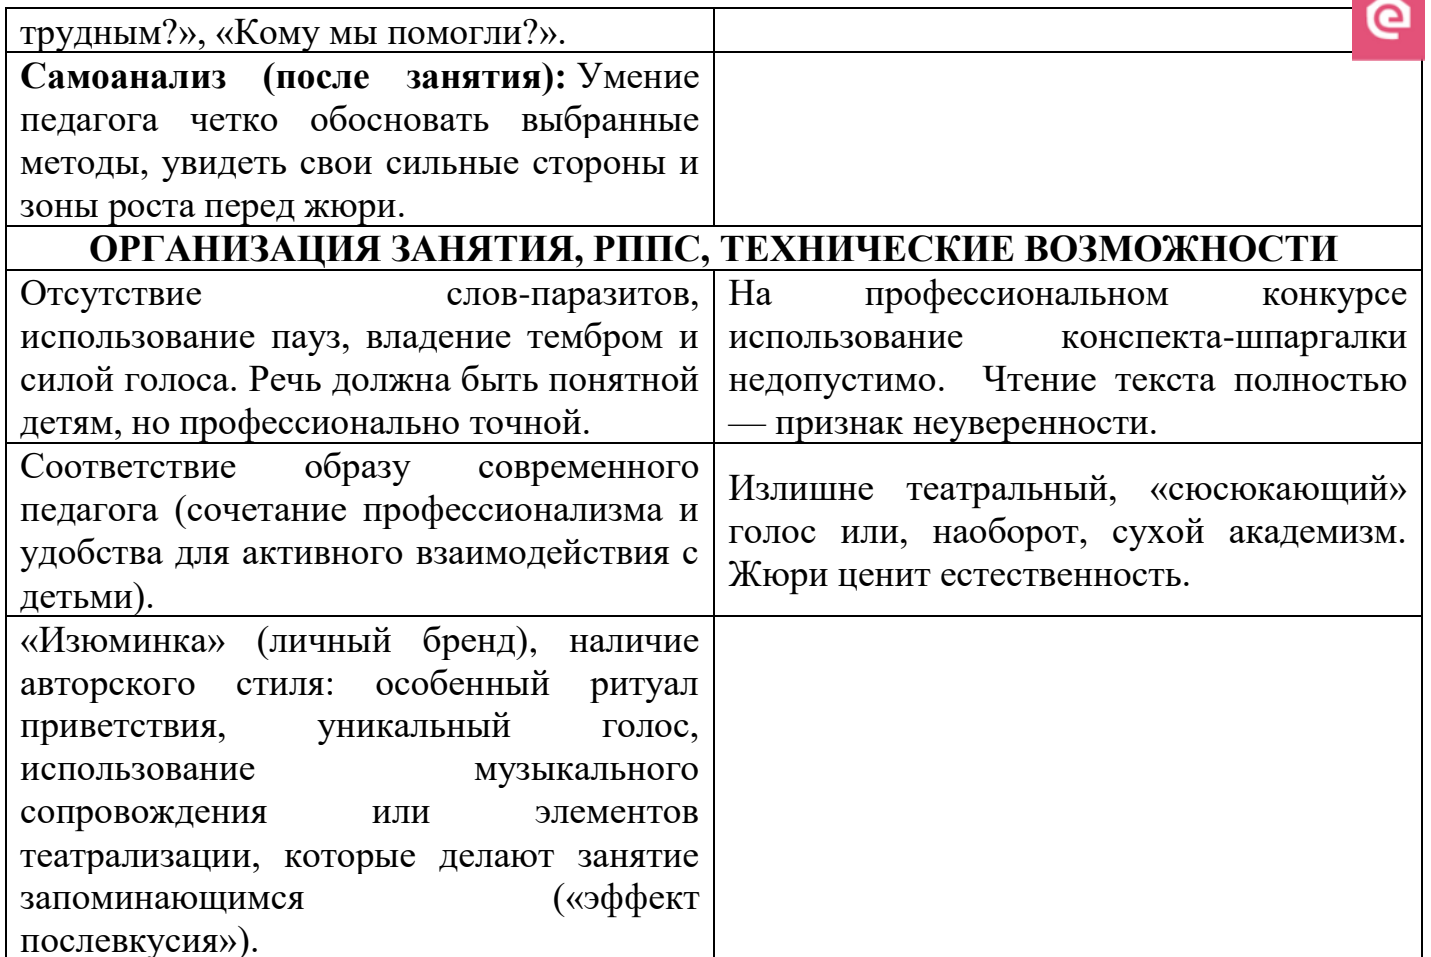 трудным?», «Кому мы помогли?».
Самоанализ (после занятия): Умение
педагога четко обосновать выбранные
методы, увидеть свои сильные стороны и
зоны роста перед жюри.
ОРГАНИЗАЦИЯ ЗАНЯТИЯ, РППС, ТЕХНИЧЕСКИЕ ВОЗМОЖНОСТИ
Отсутствие слов-паразитов,
использование пауз, владение тембром и
силой голоса. Речь должна быть понятной
детям, но профессионально точной.
На профессиональном конкурсе
использование конспекта-шпаргалки
недопустимо. Чтение текста полностью
— признак неуверенности.
Соответствие образу современного
педагога (сочетание профессионализма и
удобства для активного взаимодействия с
детьми).
Излишне театральный, «сюсюкающий»
голос или, наоборот, сухой академизм.
Жюри ценит естественность.
«Изюминка» (личный бренд), наличие
авторского стиля: особенный ритуал
приветствия, уникальный голос,
использование музыкального
сопровождения или элементов
театрализации, которые делают занятие
запоминающимся («эффект
послевкусия»).